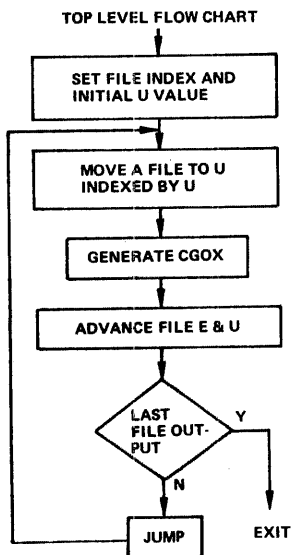 TOP LEVEL FLOW CHART
SET FILE INDEX AND
INITIAL U VALUE
MOVE A FILE TO U
INDEXED BY U
GENERATE CGOX
ADVANCE FILE E & U
LAST
FILE OUT-
PUT
Y
N
JUMP
EXIT